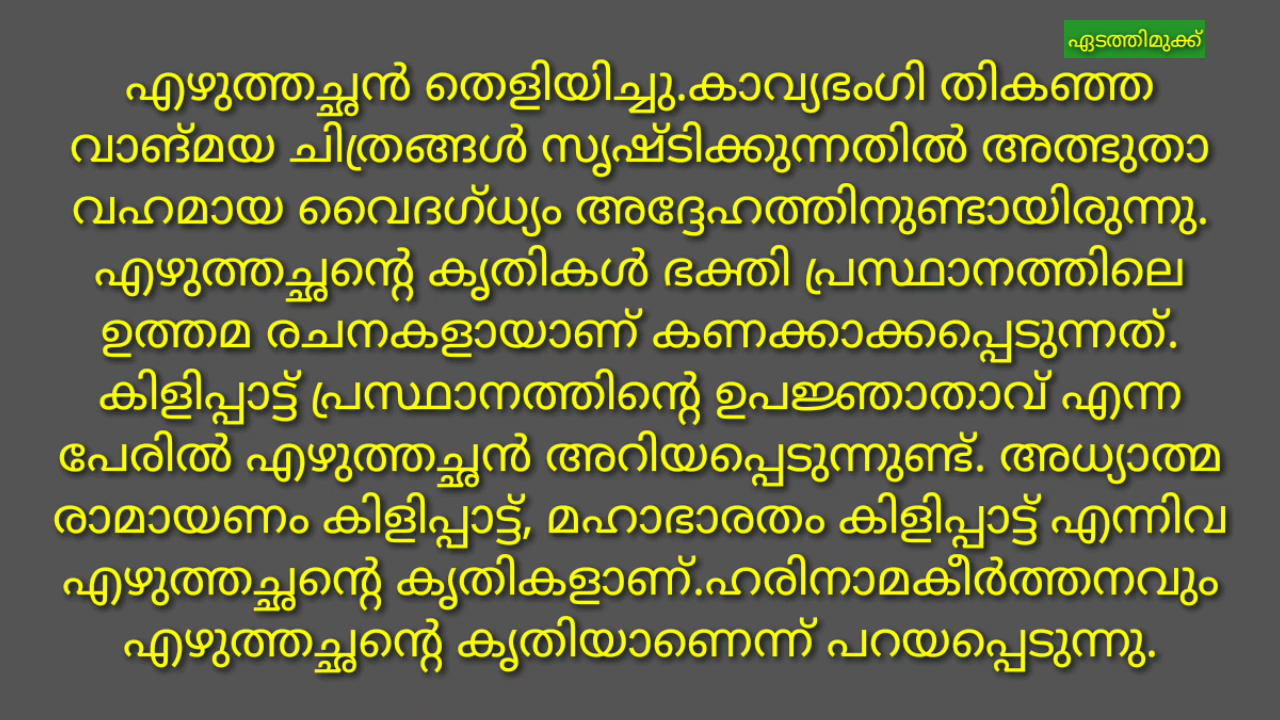 ഏടത്തിമുക്ക്
എഴുത്തച്ഛൻ തെളിയിച്ചു.കാവ്യഭംഗി തികഞ്ഞ
വാങ്മയ ചിത്രങ്ങൾ സൃഷ്ടിക്കുന്നതിൽ അത്ഭുതാ
വഹമായ വൈദഗ്ധ്യം അദ്ദേഹത്തിനുണ്ടായിരുന്നു.
എഴുത്തച്ഛന്റെ കൃതികൾ ഭക്തി പ്രസ്ഥാനത്തിലെ
ഉത്തമ രചനകളായാണ് കണക്കാക്കപ്പെടുന്നത്.
കിളിപ്പാട്ട് പ്രസ്ഥാനത്തിന്റെ ഉപജ്ഞാതാവ് എന്ന
പേരിൽ എഴുത്തച്ഛൻ അറിയപ്പെടുന്നുണ്ട്. അധ്യാത്മ
രാമായണം കിളിപ്പാട്ട്, മഹാഭാരതം കിളിപ്പാട്ട് എന്നിവ
എഴുത്തച്ഛന്റെ കൃതികളാണ്.ഹരിനാമകീർത്തനവും
എഴുത്തച്ഛന്റെ കൃതിയാണെന്ന് പറയപ്പെടുന്നു.